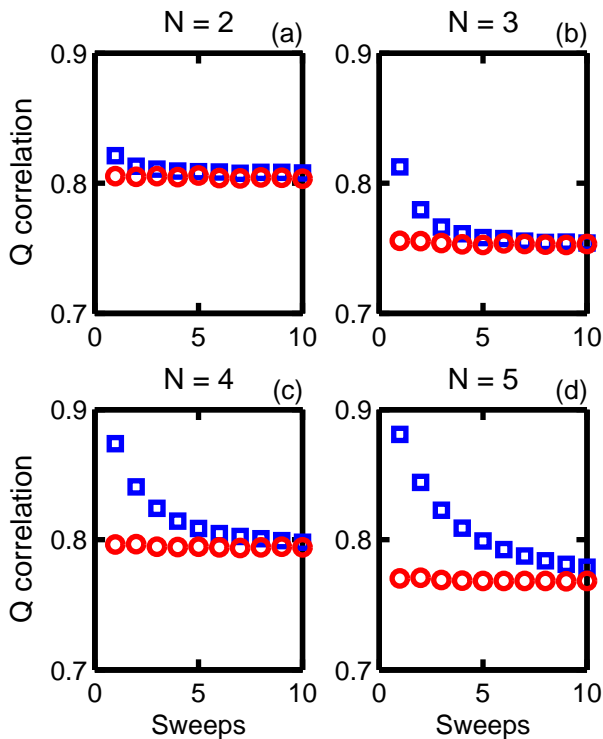 N = 2 (a)
N = 3 (b)
0.9
0.9
Q correlation
0.8
0.8
0.7
0.7
0 5 10
0 5 10
N = 4 (c)
N = 5 (d)
0.9
0.9
Q correlation
0.8
0.8
0.7
0.7
0 5 10
0 5 10
Sweeps
Sweeps